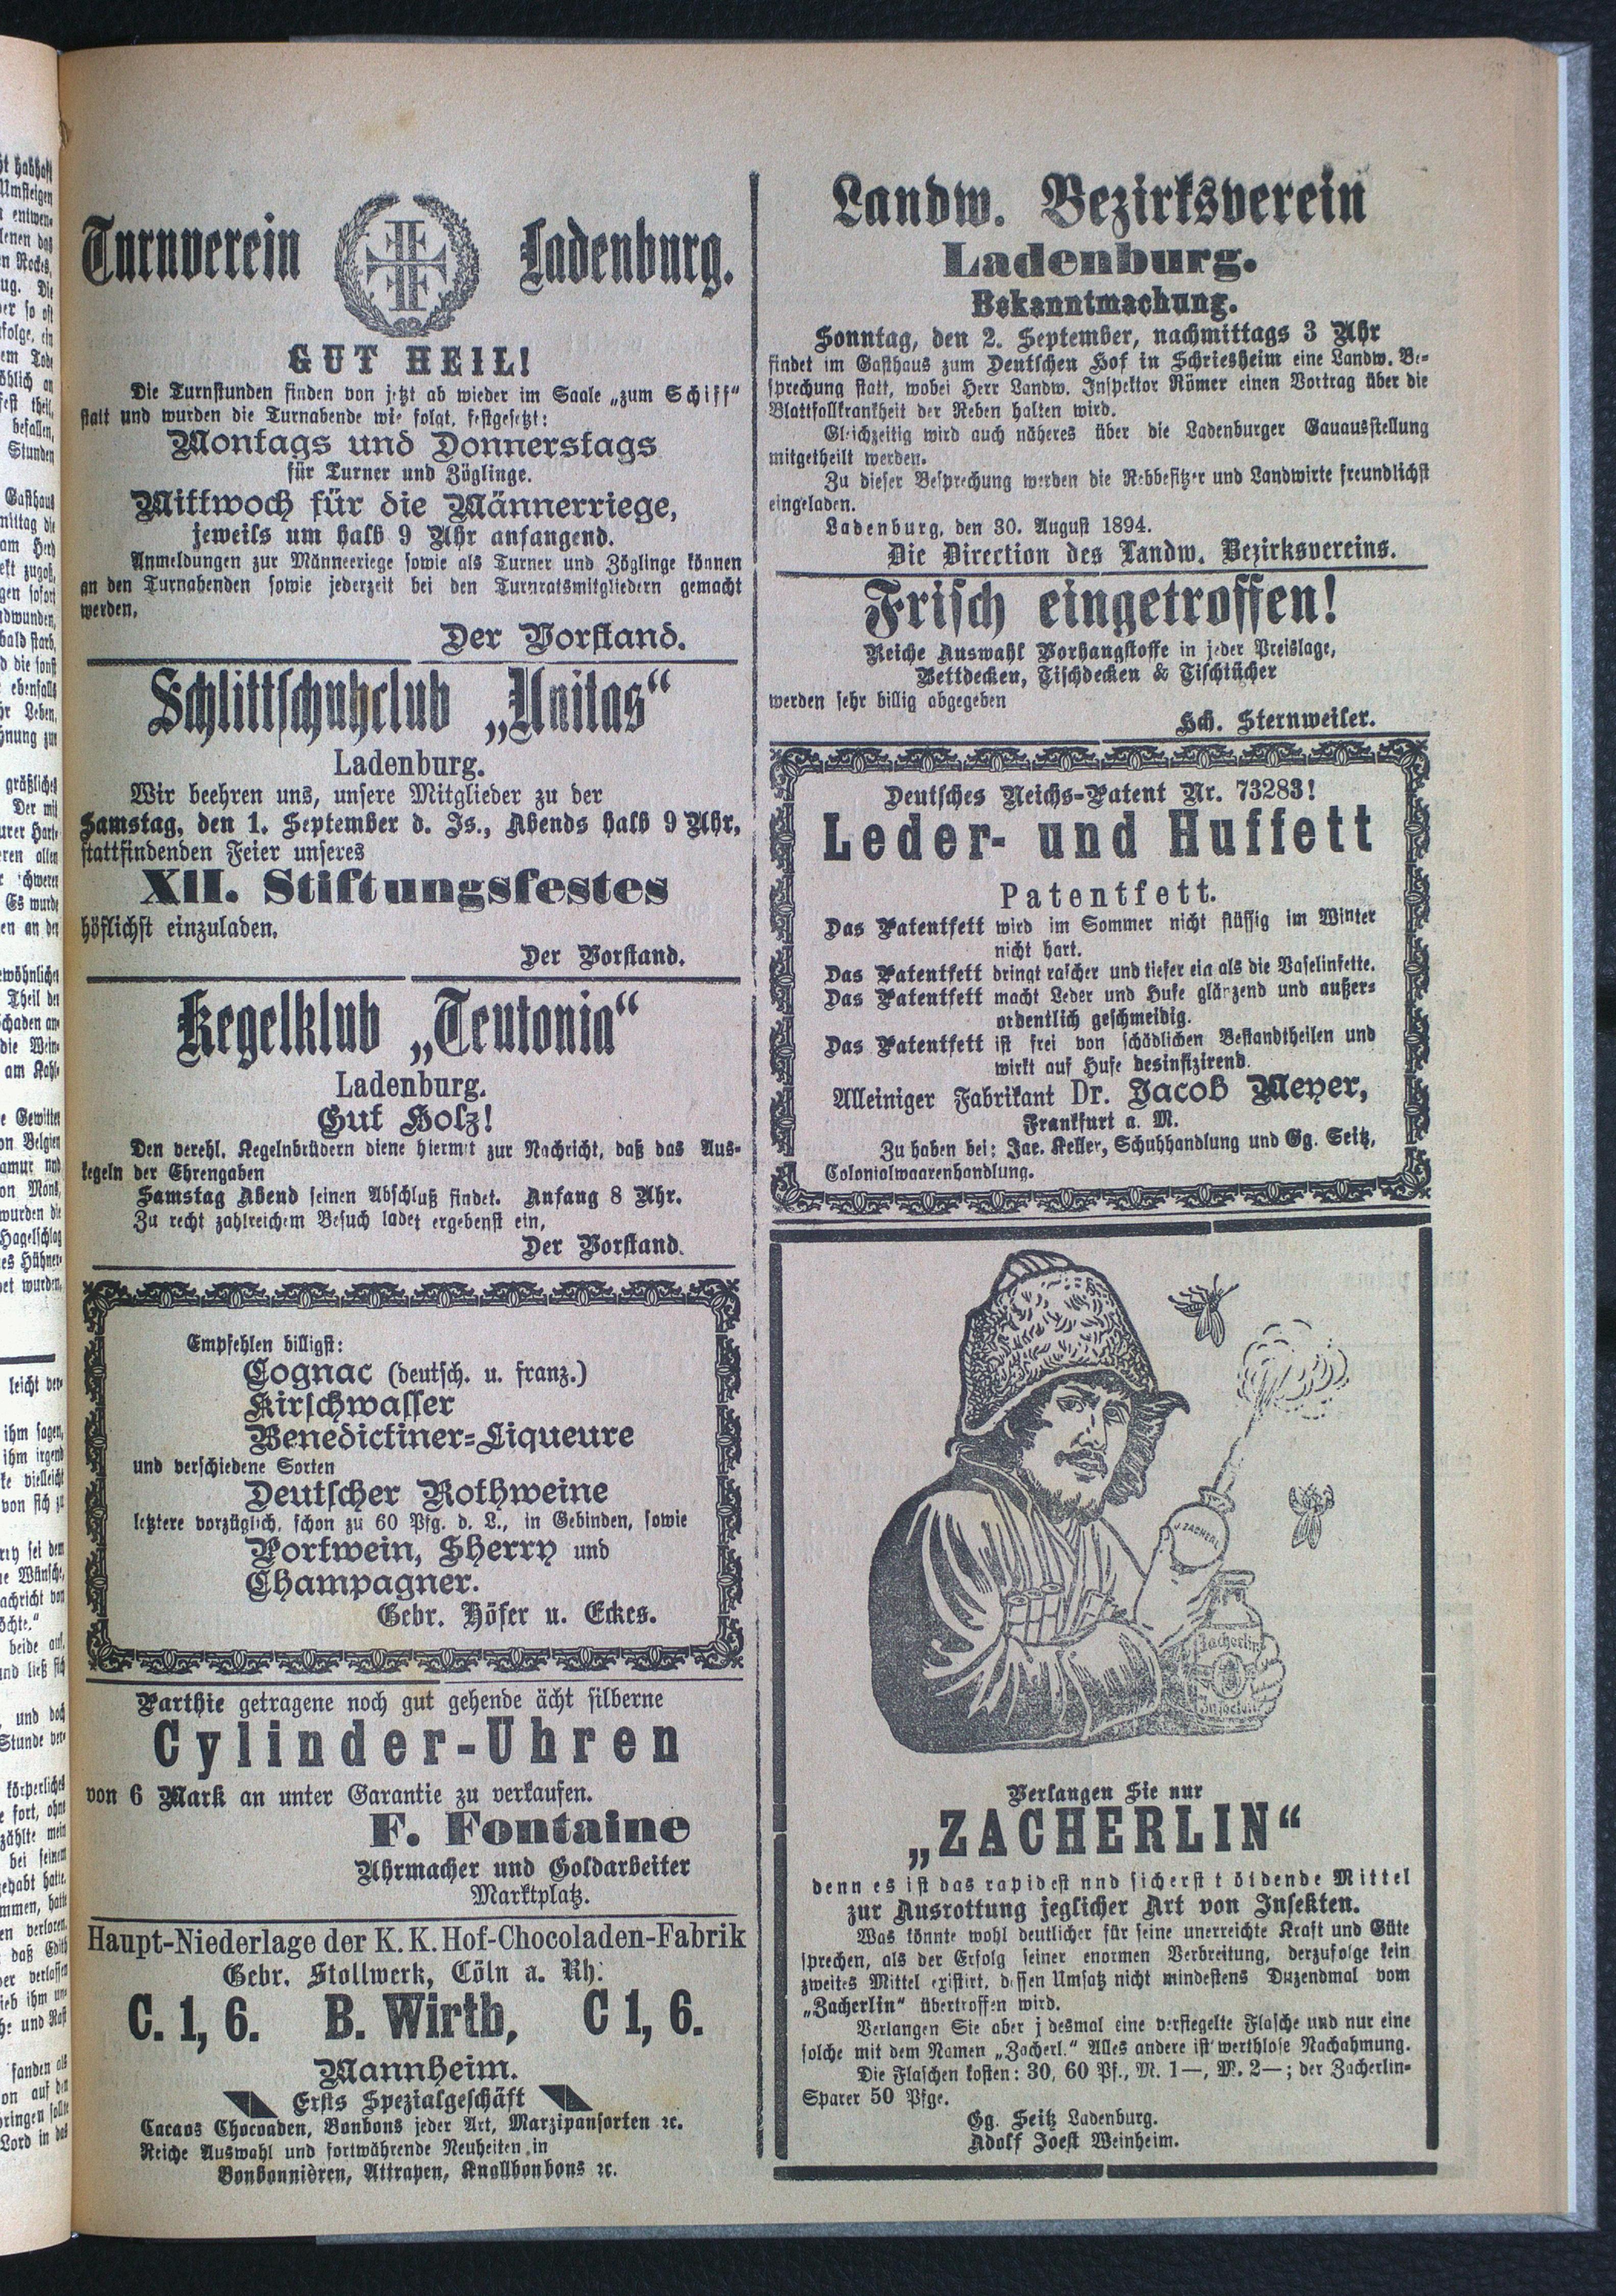 Turnverein Ladenburg.
GUT HEIL!
Die Turnstunden finden von jetzt ab wieder im Saale „zum Schiff“
statt und wurden die Turnabende wie folgt, festgesetzt:
Montags und Donnerstags
für Turner und Zöglinge.
Mittwoch für die Männerriege,
jeweils um halb 9 Uhr anfangend.
Anmeldungen zur Männeriege sowie als Turner und Zöglinge können
an den Turnabenden sowie jederzeit bei den Turnratsmitgliedern gemacht
werden.
Der Vorstand.
Schlittschuhclub „Unitas“
Ladenburg.
Wir beehren uns, unsere Mitglieder zu der
Samstag, den 1. September d. Js., Abends halb 9 Uhr,
stattfindenden Feier unseres
XII. Stiftungsfestes
höflichst einzuladen.
Der Vorstand.
Kegelklub „Teutonia“
Ladenburg.
Gut Holz!
Den verehl. Kegelnbrüdern diene hiermit zur Nachricht, daß das Aus-
kegeln der Ehrengaben
Samstag Abend seinen Abschluß findet. Anfang 8 Uhr.
Zu recht zahlreichem Besuch ladet ergebenst ein,
Der Vorstand.
Empfehlen billigst:
Cognac (deutsch. u. franz.)
Kirschwasser
Benedictiner-Liqueure
und verschiedene Sorten
Deutscher Rothweine
letztere vorzüglich, schon zu 60 Pfg. d. L., in Gebinden, sowie
Portwein, Sherry und
Champagner.
Gebr. Höfer u. Eckes.
Parthie getragene noch gut gehende ächt silberne
Cylinder-Uhren
von 6 Mark an unter Garantie zu verkaufen.
F. Fontaine
Uhrmacher und Goldarbeiter
Marktplatz.
Haupt-Niederlage der K. K. Hof-Chocoladen-Fabrik
Gebr. Stollwerk, Cöln a. Rh.
C. 1, 6. B. Wirth, C 1, 6.
Mannheim.
Ersts Spezialgeschäft
Cacaos Chocoaden, Bonbons jeder Art, Marzipansorten ꝛc.
Reiche Auswahl und fortwährende Neuheiten in
Bonbonnièren, Attrapen, Knallbonbons ꝛc.
Landw. Bezirksverein
Ladenburg.
Bekanntmachung.
Sonntag, den 2. September, nachmittags 3 Uhr
findet im Gasthaus zum Deutschen Hof in Schriesheim eine Landw. Be-
sprechung statt, wobei Herr Landw. Inspektor Römer einen Vortrag über die
Blattfallkrankheit der Reben halten wird.
Gleichzeitig wird auch näheres über die Ladenburger Gauausstellung
mitgetheilt werden.
Zu dieser Besprechung werden die Rebbesitzer und Landwirte freundlichst
eingeladen.
Ladenburg, den 30. August 1894.
Die Direction des Landw. Bezirksvereins.
Frisch eingetroffen!
Reiche Auswahl Vorhangstoffe in jeder Preislage,
Bettdecken, Tischdecken & Tischtücher
werden sehr billig abgegeben
Sch. Sternweiler.
Deutsches Reichs-Patent Nr. 73283!
Leder- und Huffett
Patentfett.
Das Patentfett wird im Sommer nicht flüssig im Winter
nicht hart.
Das Patentfett dringt rascher und tiefer ein als die Vaselinfette.
Das Patentfett macht Leder und Hufe glänzend und außer-
ordentlich geschmeidig.
Das Patentfett ist frei von schädlichen Bestandtheilen und
wirkt auf Hufe desinfizirend.
Alleiniger Fabrikant Dr. Jacob Meyer,
Frankfurt a. M.
Zu haben bei: Jac. Keller, Schuhhandlung und Gg. Seitz,
Colonialwaarenhandlung.
J. ZACHERL
Zacherlin
Verlangen Sie nur
„ZACHERLIN“
denn es ist das rapidest nnd sicherst tötdende Mittel
zur Ausrottung jeglicher Art von Insekten.
Was könnte wohl deutlicher für seine unerreichte Kraft und Güte
sprechen, als der Erfolg seiner enormen Verbreitung, derzufolge kein
zweites Mittel existirt, dessen Umsatz nicht mindestens Duzendmal vom
„Zacherlin“ übertroffen wird.
Verlangen Sie aber jdesmal eine versiegelte Flasche und nur eine
solche mit dem Namen „Zacherl.“ Alles andere ist werthlose Nachahmung.
Die Flaschen kosten: 30, 60 Pf., M. 1—, M. 2—; der Zacherlin-
Sparer 50 Pfge.
Gg. Seitz Ladenburg.
Adolf Joest Weinheim.